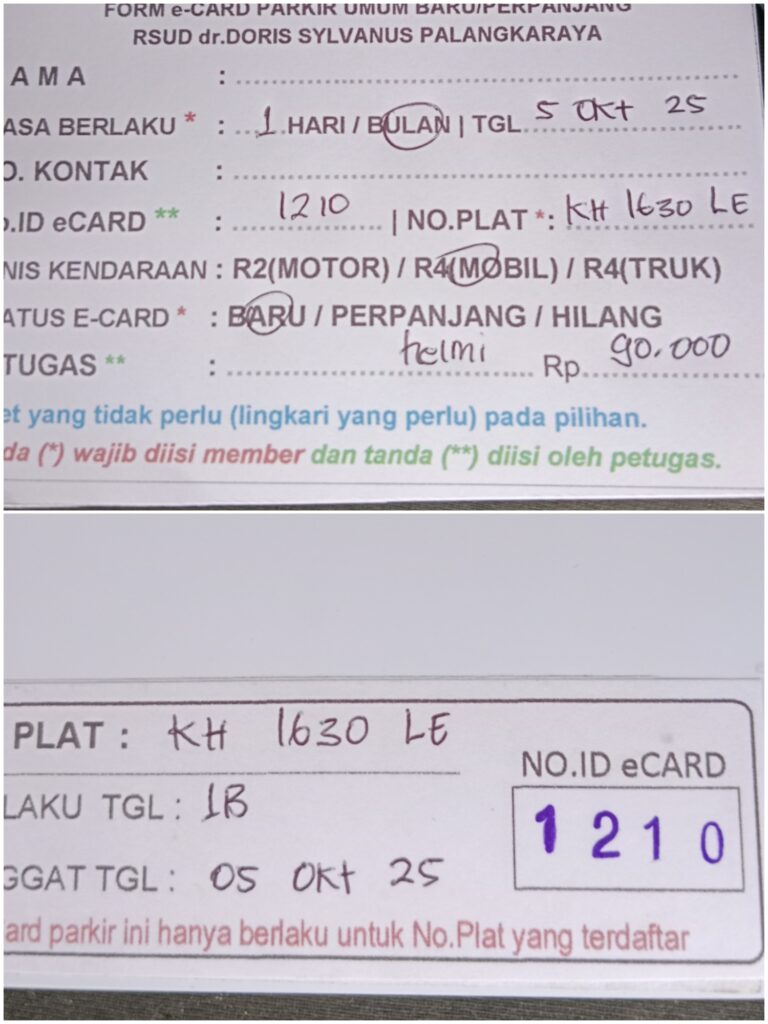 FORM e-CARD PARKIR UMUM BARU/PERPANJANG
RSUD dr.DORIS SYLVANUS PALANGKARAYA
AMA : 
ASA BERLAKU * : 1 HARI / BULAN | TGL 5 Okt 25
O. KONTAK :
o.ID eCARD ** : 1210 | NO.PLAT *: KH 1630 LE
NIS KENDARAAN : R2(MOTOR) / R4(MOBIL) / R4(TRUK)
ATUS E-CARD * : BARU / PERPANJANG / HILANG
TUGAS ** : helmi Rp 90.000
et yang tidak perlu (lingkari yang perlu) pada pilihan.
da (*) wajib diisi member dan tanda (**) diisi oleh petugas.
PLAT : KH 1630 LE
NO.ID eCARD
LAKU TGL : 1B
1210
GGAT TGL : 05 Okt 25
ard parkir ini hanya berlaku untuk No.Plat yang terdaftar